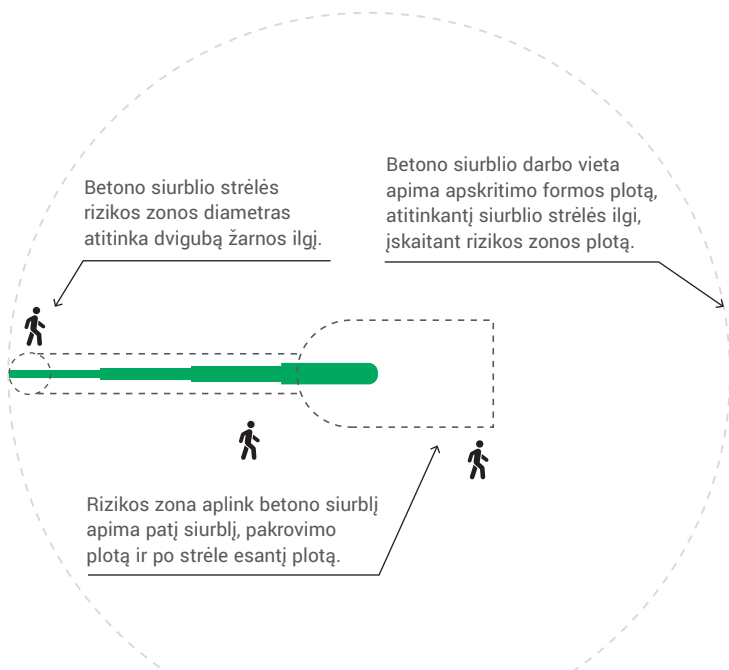 Betono siurblio strėlės
rizikos zonos diametras
atitinka dvigubą žarnos ilgį.
Betono siurblio darbo vieta
apima apskritimo formos plotą,
atitinkantį siurblio strėlės ilgi,
įskaitant rizikos zonos plotą.
Rizikos zona aplink betono siurblį
apima patį siurblį, pakrovimo
plotą ir po strėle esantį plotą.